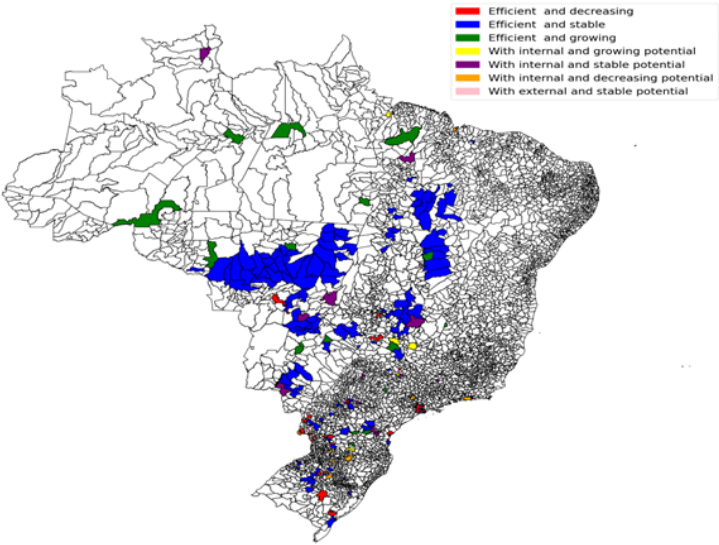 Efficient and decreasing
Efficient and stable
Efficient and growing
With internal and growing potential
With internal and stable potential
With internal and decreasing potential
With external and stable potential